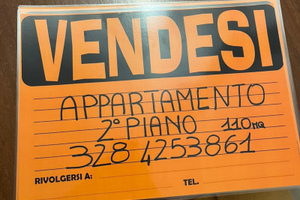 VENDESI
APPARTAMENTO
2° PIANO 110 MQ
328 4253861
RIVOLGERSI A: TEL.